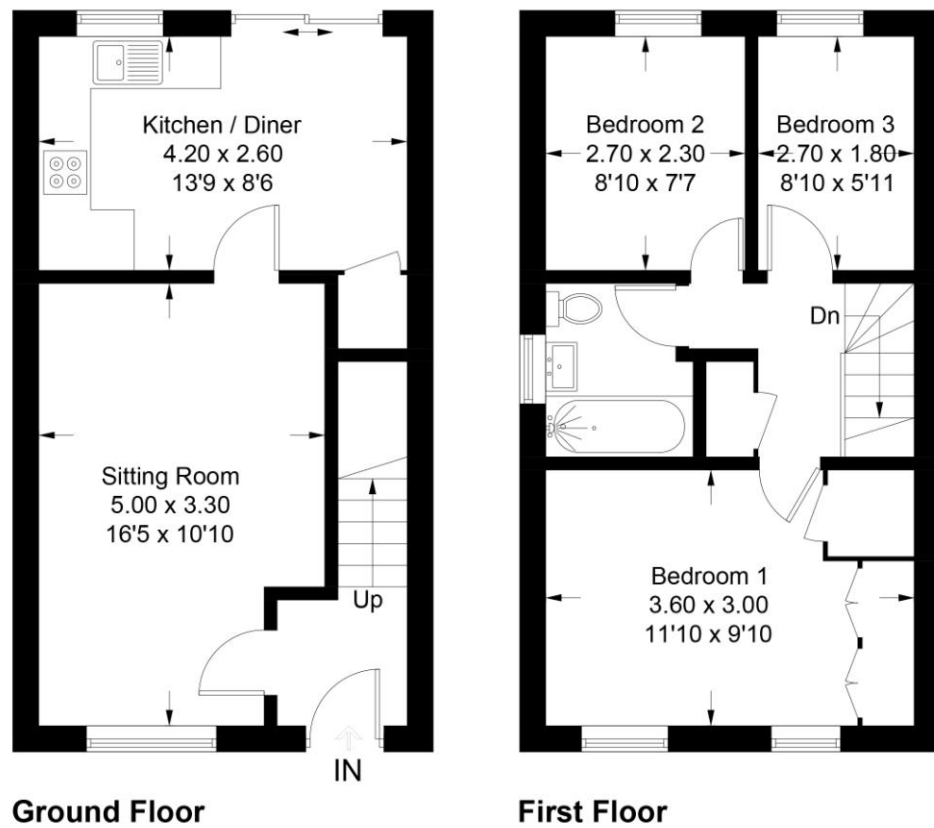 Kitchen / Diner
4.20 x 2.60
13'9 x 8'6
Sitting Room
5.00 x 3.30
16'5 x 10'10
Up
IN
Ground Floor
Bedroom 2
2.70 x 2.30
8'10 x 7'7
Bedroom 3
2.70 x 1.80
8'10 x 5'11
Dn
Bedroom 1
3.60 x 3.00
11'10 x 9'10
First Floor